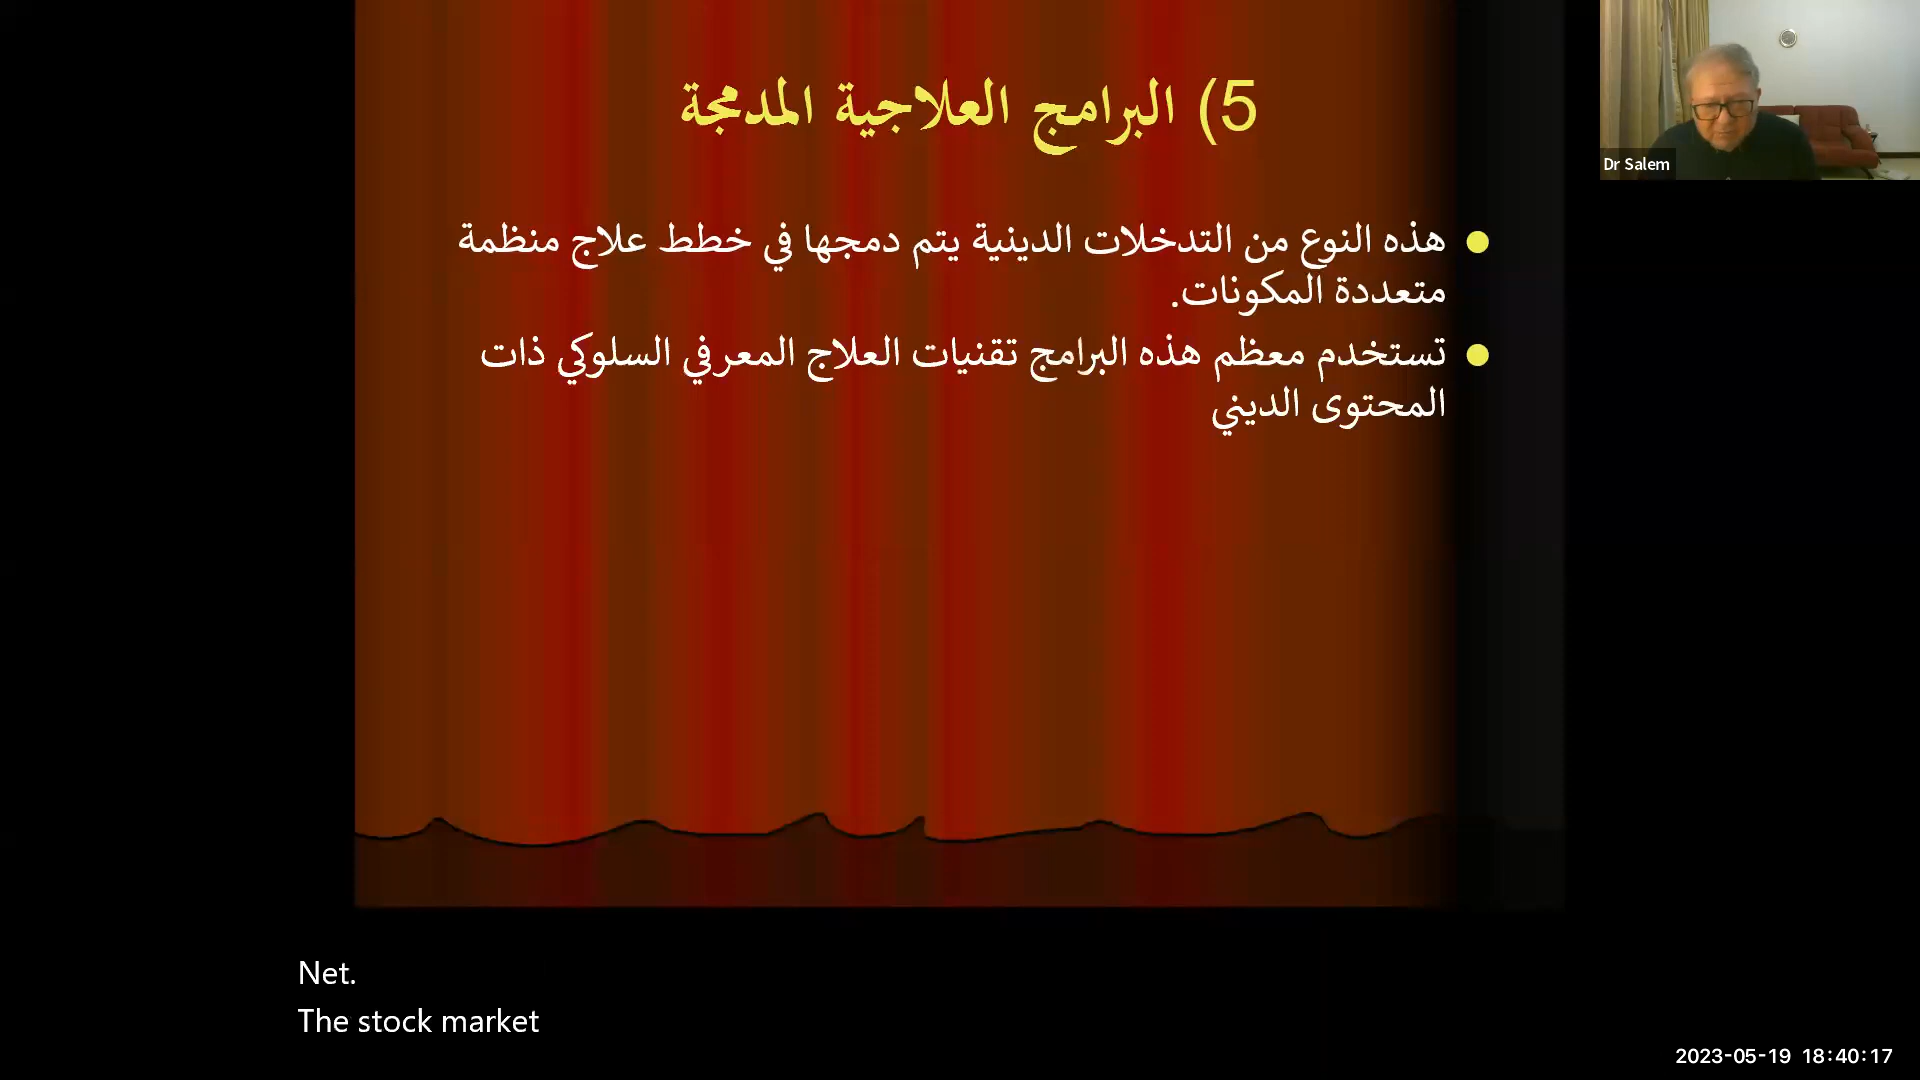 5) البرامج العلاجية المدمجة
هذه النوع من التدخلات الدينية يتم دمجها في خطط علاج منظمة
متعددة المكونات.
تستخدم معظم هذه البرامج تقنيات العلاج المعرفي السلوكي ذات
المحتوى الديني
Dr Salem
Net.
The stock market
2023-05-19 18:40:17